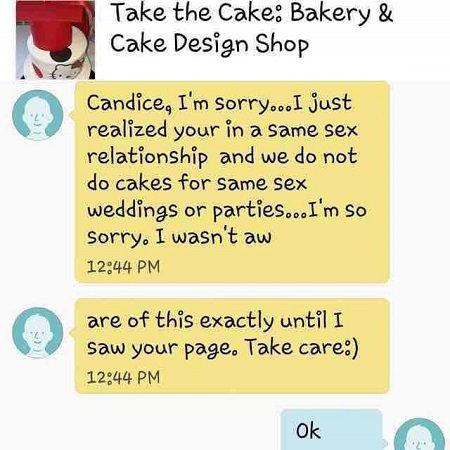 Take the Cake: Bakery &
Cake Design Shop
Candice, I'm sorry...I just
realized your in a same sex
relationship and we do not
do cakes for same sex
weddings or parties...I'm so
sorry. I wasn't aw
12:44 PM
are of this exactly until I
saw your page. Take care:)
12:44 PM
Ok